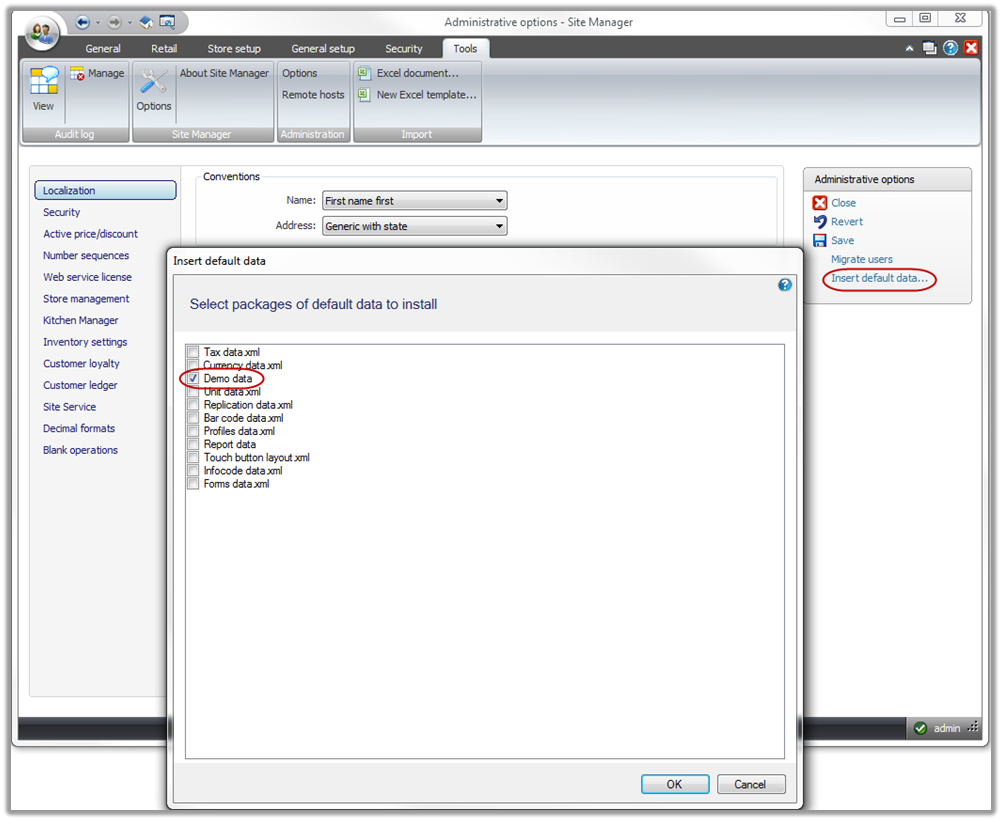 Administrative options - Site Manager
General Retail Store setup General setup Security Tools
View
Manage
Audit log
Options
About Site Manager
Site Manager
Options
Remote hosts
Administration
Excel document...
New Excel template...
Import
Localization
Security
Active price/discount
Number sequences
Web service license
Store management
Kitchen Manager
Inventory settings
Customer loyalty
Customer ledger
Site Service
Decimal formats
Blank operations
Conventions
Name: First name first
Address: Generic with state
Administrative options
Close
Revert
Save
Migrate users
Insert default data...
Insert default data
Select packages of default data to install
Tax data.xml
Currency data.xml
Demo data
Unit data.xml
Replication data.xml
Bar code data.xml
Profiles data.xml
Report data
Touch button layout.xml
Infocode data.xml
Forms data.xml
OK Cancel
admin